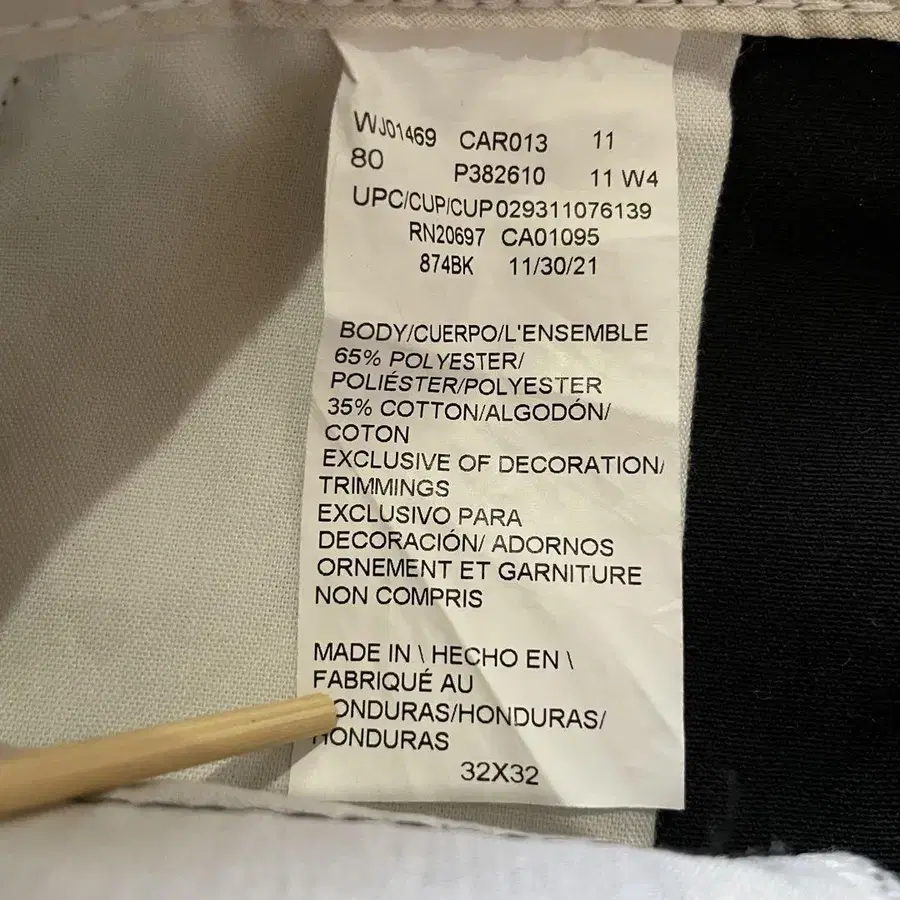 WJ01469 CAR013 11
80 P382610 11 W4
UPC/CUP/CUP029311076139
RN20697 CA01095
874BK 11/30/21
BODY/CUERPO/L'ENSEMBLE
65% POLYESTER/
POLIÉSTER/POLYESTER
35% COTTON/ALGODÓN/
COTON
EXCLUSIVE OF DECORATION/
TRIMMINGS
EXCLUSIVO PARA
DECORACIÓN/ ADORNOS
ORNEMENT ET GARNITURE
NON COMPRIS
MADE IN \ HECHO EN \
FABRIQUÉ AU
HONDURAS/HONDURAS/
HONDURAS
32X32